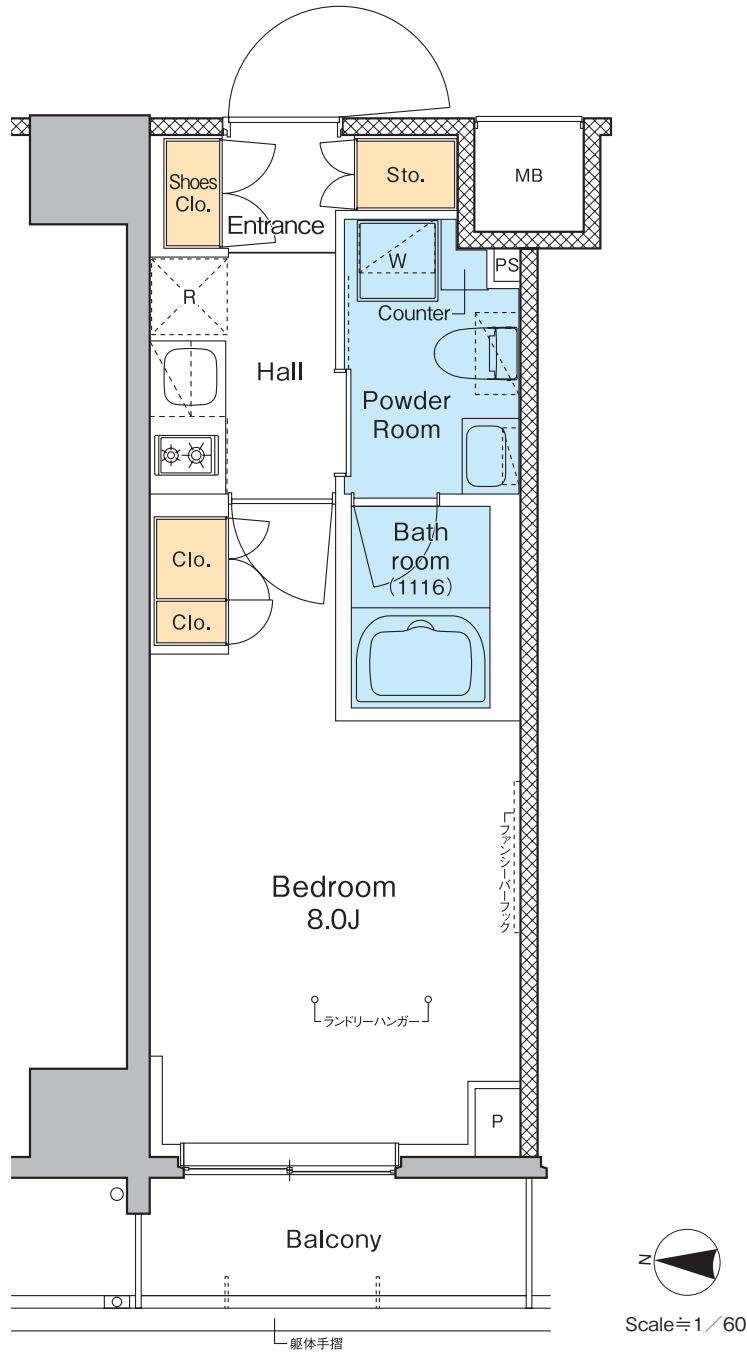 Shoes
Clo.
Sto.
MB
Entrance
W
PS
R
Counter
Hall
Powder
Room
Bath
room
(1116)
Clo.
Clo.
ファンシーバーフック
Bedroom
8.0J
ランドリーハンガー
P
Balcony
N
Scale≒1／60
躯体手摺